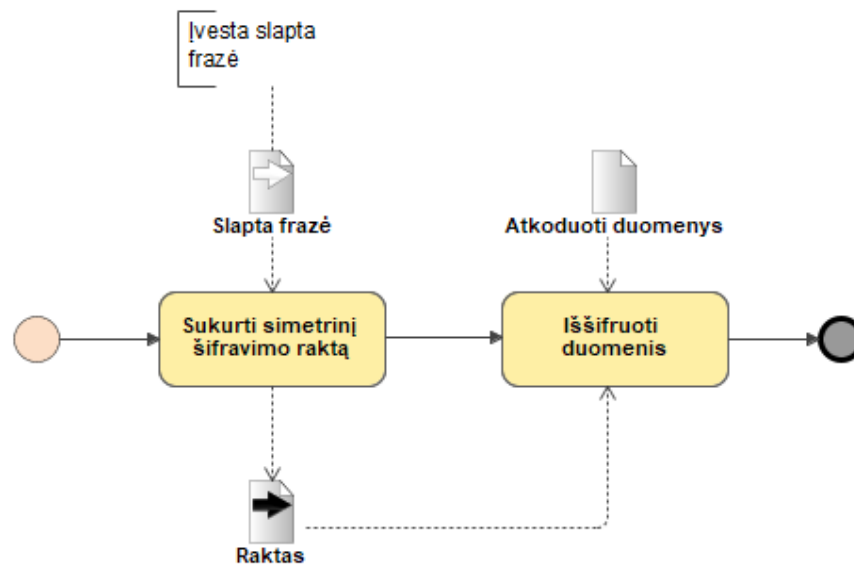 Įvesta slapta
frazė
Slapta frazė
Atkoduoti duomenys
Sukurti simetrinį
šifravimo raktą
Iššifruoti
duomenis
Raktas